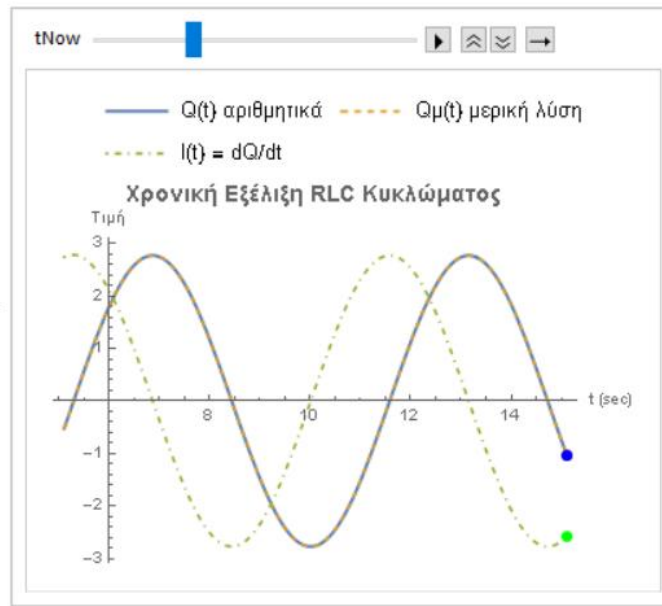 tNow
Q(t} αριθμητικά Qμ(t} μερική λύση
I(t} = dQ/dt
Χρονική Εξέλιξη RLC Κυκλώματος
Τιμή
3
2
1
8 10 12 14 t (sec)
-1
-2
-3